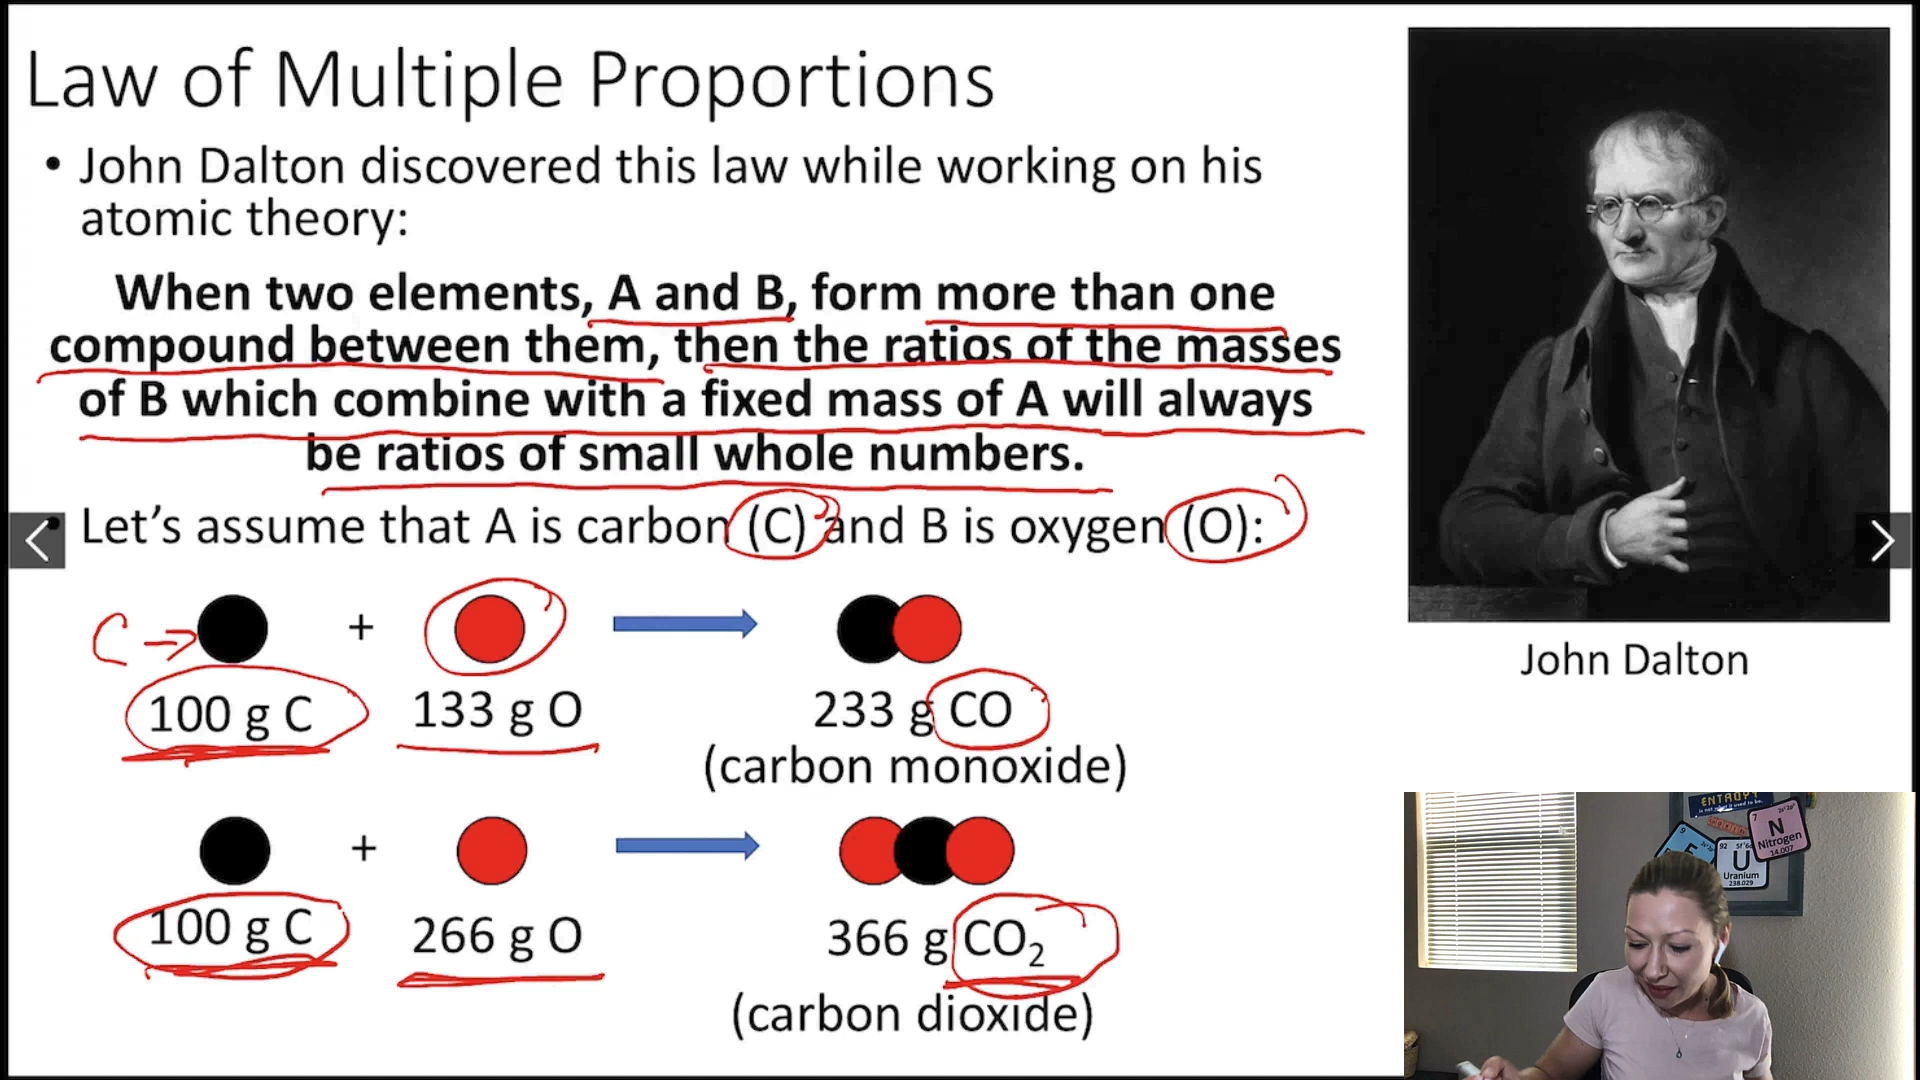 Law of Multiple Proportions
• John Dalton discovered this law while working on his
atomic theory:
When two elements, A and B, form more than one
compound between them, then the ratios of the masses
of B which combine with a fixed mass of A will always
be ratios of small whole numbers.
• Let's assume that A is carbon (C) and B is oxygen (O):
C → +
100 g C 133 g O 233 g CO
(carbon monoxide)
+
100 g C 266 g O 366 g CO₂
(carbon dioxide)
John Dalton
ENTROPY
7
N
Nitrogen
14.007
9
F
92
U
Uranium
238.029